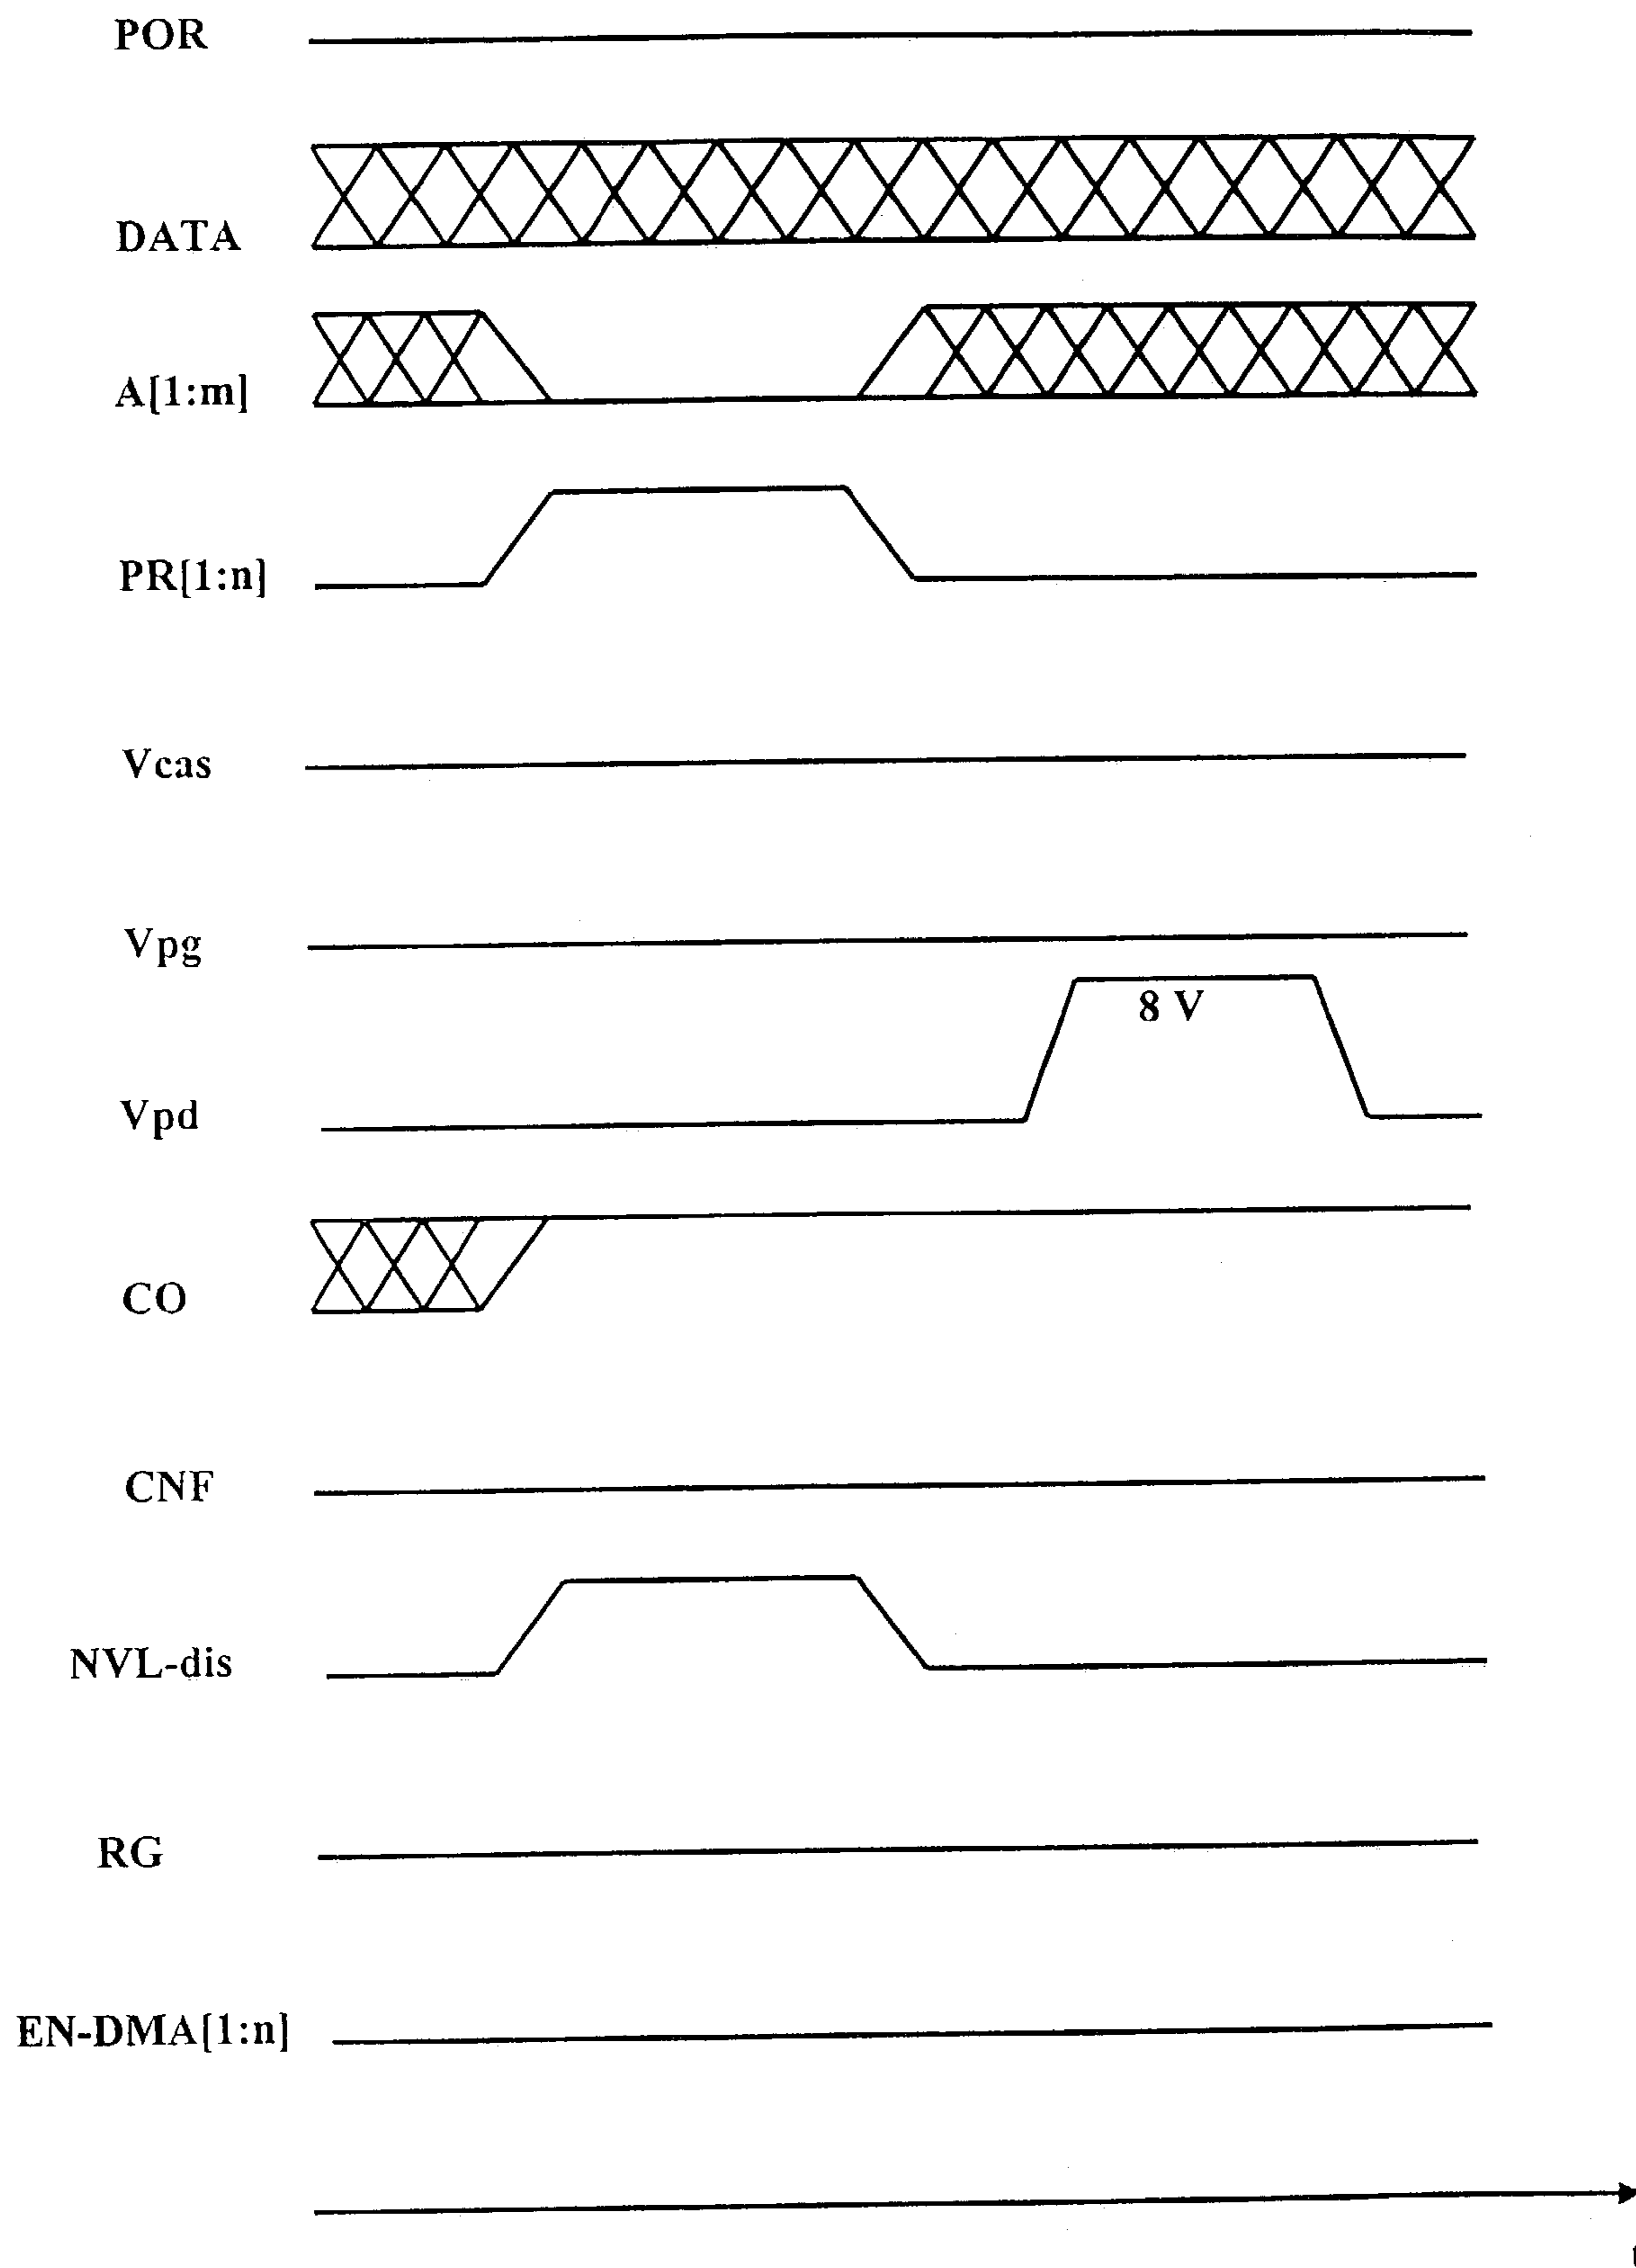 POR
DATA
A[1:m]
PR[1:n]
Vcas
Vpg
8 V
Vpd
CO
CNF
NVL-dis
RG
EN-DMA[1:n]
t